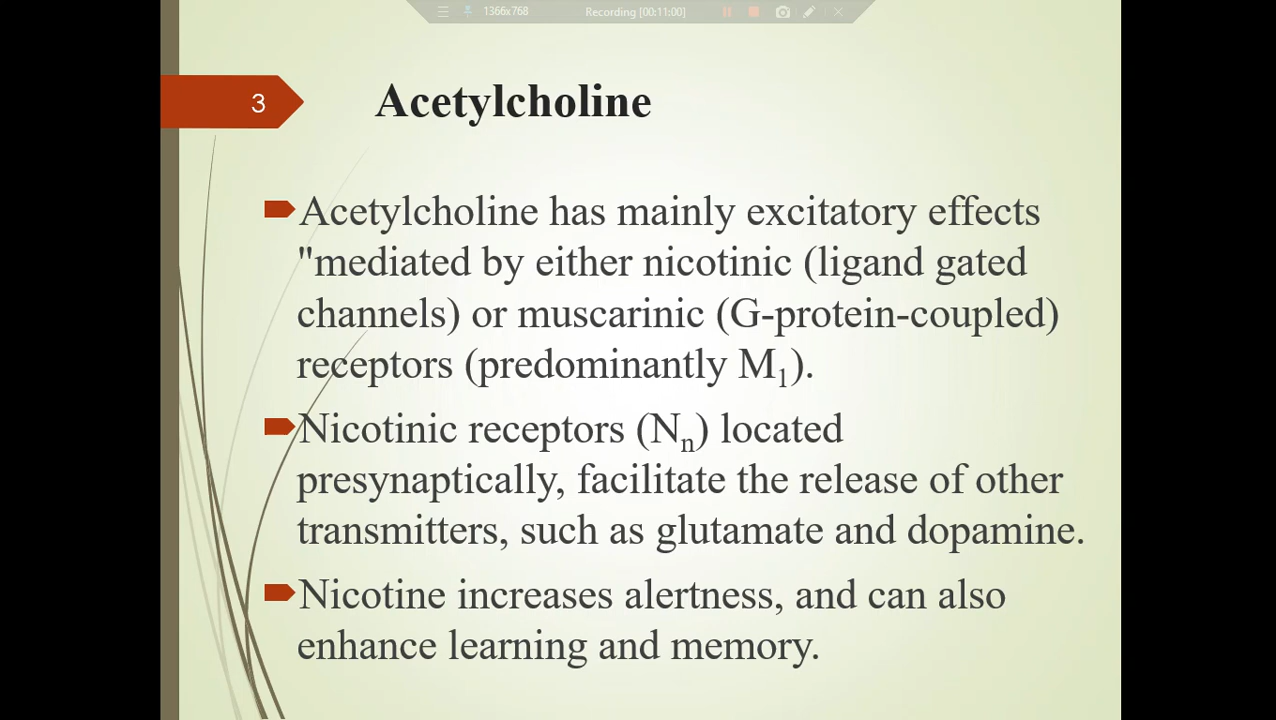 1366x768
Recording [00:11:00]
3
Acetylcholine
Acetylcholine has mainly excitatory effects
"mediated by either nicotinic (ligand gated
channels) or muscarinic (G-protein-coupled)
receptors (predominantly M₁).
Nicotinic receptors (Nₙ) located
presynaptically, facilitate the release of other
transmitters, such as glutamate and dopamine.
Nicotine increases alertness, and can also
enhance learning and memory.